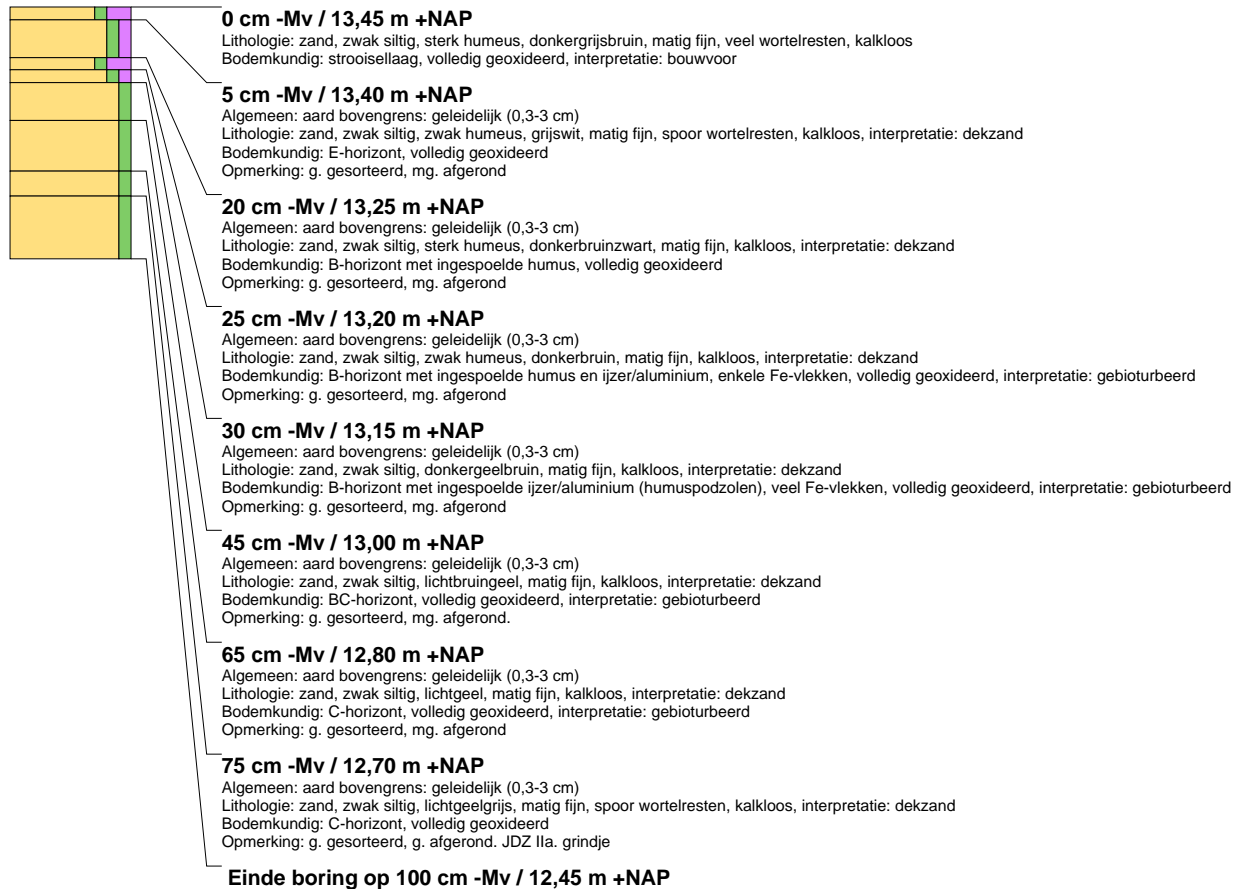 0 cm -Mv / 13,45 m +NAP
Lithologie: zand, zwak siltig, sterk humeus, donkergrijsbruin, matig fijn, veel wortelresten, kalkloos
Bodemkundig: strooisellaag, volledig geoxideerd, interpretatie: bouwvoor
5 cm -Mv / 13,40 m +NAP
Algemeen: aard bovengrens: geleidelijk (0,3-3 cm)
Lithologie: zand, zwak siltig, zwak humeus, grijswit, matig fijn, spoor wortelresten, kalkloos, interpretatie: dekzand
Bodemkundig: E-horizont, volledig geoxideerd
Opmerking: g. gesorteerd, mg. afgerond
20 cm -Mv / 13,25 m +NAP
Algemeen: aard bovengrens: geleidelijk (0,3-3 cm)
Lithologie: zand, zwak siltig, sterk humeus, donkerbruinzwart, matig fijn, kalkloos, interpretatie: dekzand
Bodemkundig: B-horizont met ingespoelde humus, volledig geoxideerd
Opmerking: g. gesorteerd, mg. afgerond
25 cm -Mv / 13,20 m +NAP
Algemeen: aard bovengrens: geleidelijk (0,3-3 cm)
Lithologie: zand, zwak siltig, zwak humeus, donkerbruin, matig fijn, kalkloos, interpretatie: dekzand
Bodemkundig: B-horizont met ingespoelde humus en ijzer/aluminium, enkele Fe-vlekken, volledig geoxideerd, interpretatie: gebioturbeerd
Opmerking: g. gesorteerd, mg. afgerond
30 cm -Mv / 13,15 m +NAP
Algemeen: aard bovengrens: geleidelijk (0,3-3 cm)
Lithologie: zand, zwak siltig, donkergeelbruin, matig fijn, kalkloos, interpretatie: dekzand
Bodemkundig: B-horizont met ingespoelde ijzer/aluminium (humuspodzolen), veel Fe-vlekken, volledig geoxideerd, interpretatie: gebioturbeerd
Opmerking: g. gesorteerd, mg. afgerond
45 cm -Mv / 13,00 m +NAP
Algemeen: aard bovengrens: geleidelijk (0,3-3 cm)
Lithologie: zand, zwak siltig, lichtbruingeel, matig fijn, kalkloos, interpretatie: dekzand
Bodemkundig: BC-horizont, volledig geoxideerd, interpretatie: gebioturbeerd
Opmerking: g. gesorteerd, mg. afgerond.
65 cm -Mv / 12,80 m +NAP
Algemeen: aard bovengrens: geleidelijk (0,3-3 cm)
Lithologie: zand, zwak siltig, lichtgeel, matig fijn, kalkloos, interpretatie: dekzand
Bodemkundig: C-horizont, volledig geoxideerd, interpretatie: gebioturbeerd
Opmerking: g. gesorteerd, mg. afgerond
75 cm -Mv / 12,70 m +NAP
Algemeen: aard bovengrens: geleidelijk (0,3-3 cm)
Lithologie: zand, zwak siltig, lichtgeelgrijs, matig fijn, spoor wortelresten, kalkloos, interpretatie: dekzand
Bodemkundig: C-horizont, volledig geoxideerd
Opmerking: g. gesorteerd, g. afgerond. JDZ IIa. grindje
Einde boring op 100 cm -Mv / 12,45 m +NAP